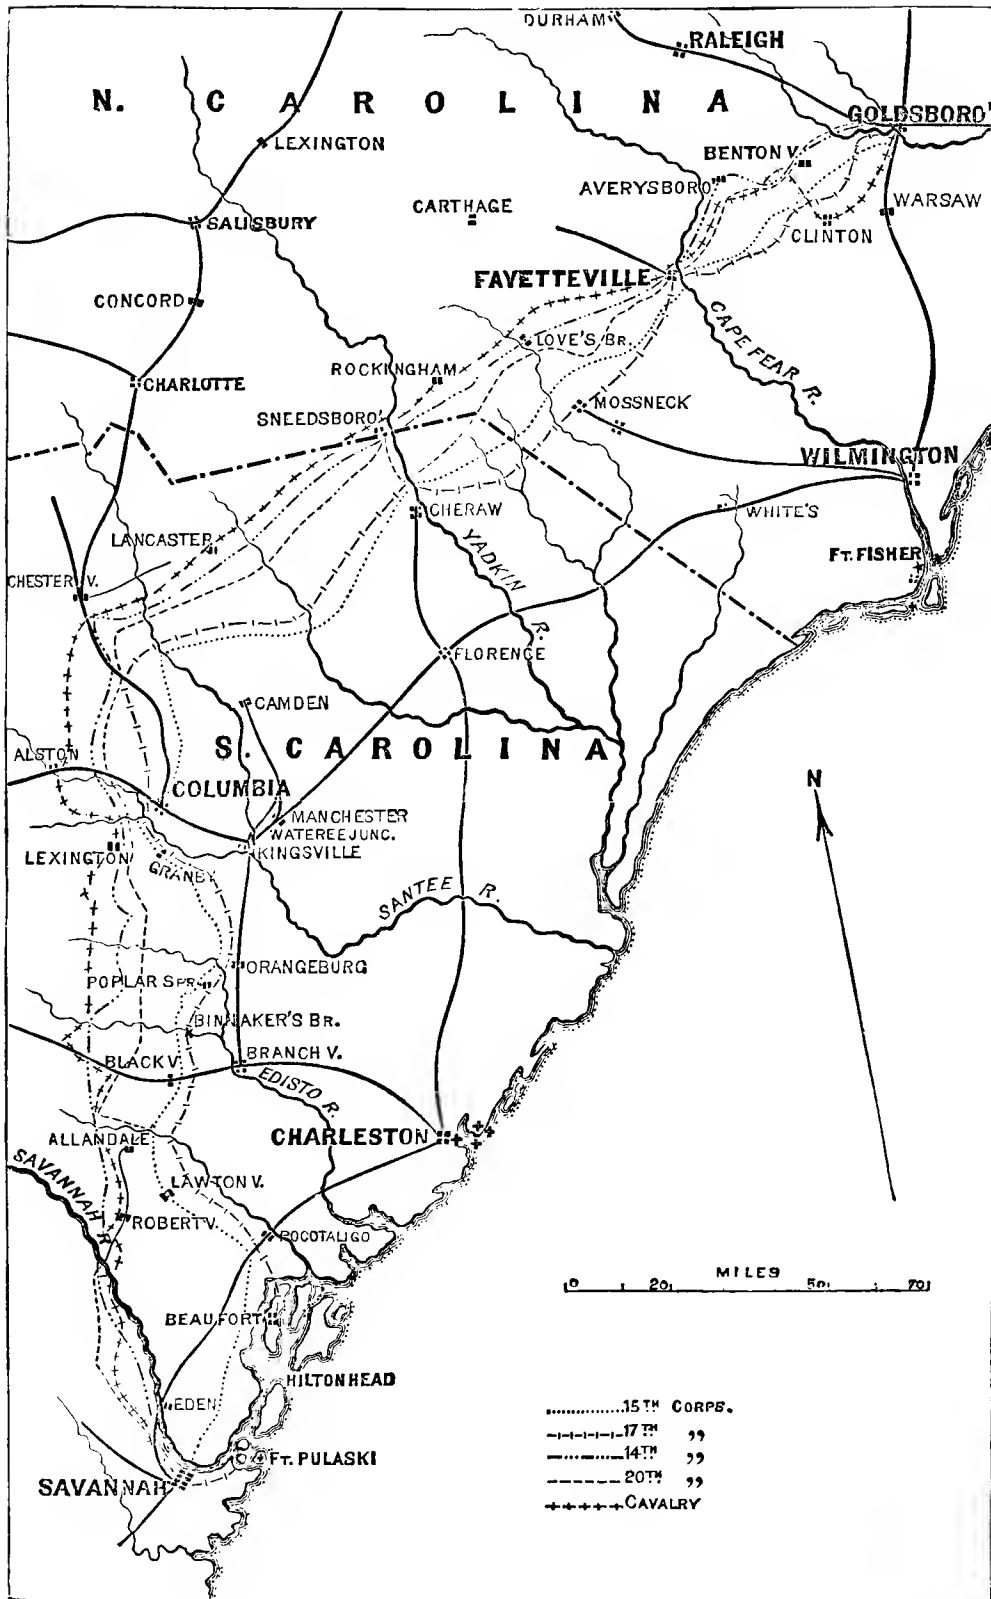 DURHAM
RALEIGH
N. CAROLINA
GOLDSBORO'
LEXINGTON
BENTON V.
AVERYSBORO'
CARTHAGE
WARSAW
SALISBURY
CLINTON
FAYETTEVILLE
CONCORD
CAPE FEAR R.
LOVE'S BR.
ROCKINGHAM
CHARLOTTE
MOSSNECK
SNEEDSBORO'
WILMINGTON
CHERAW
WHITE'S
LANCASTER
YADKIN R.
FT. FISHER
CHESTER V.
FLORENCE
CAMDEN
S. CAROLINA
ALSTON
COLUMBIA
N
MANCHESTER
WATEREE JUNC.
KINGSVILLE
LEXINGTON
GRANBY
SANTEE R.
ORANGEBURG
POPLAR SPR.
BINNAKER'S BR.
BRANCH V.
BLACK V.
EDISTO R.
CHARLESTON
ALLANDALE
SAVANNAH R.
LAWTON V.
ROBERT V.
POCOTALIGO
MILES
0 20 50 70
BEAUFORT
HILTON HEAD
EDEN
15TH CORPS.
17TH "
14TH "
20TH "
CAVALRY
FT. PULASKI
SAVANNAH